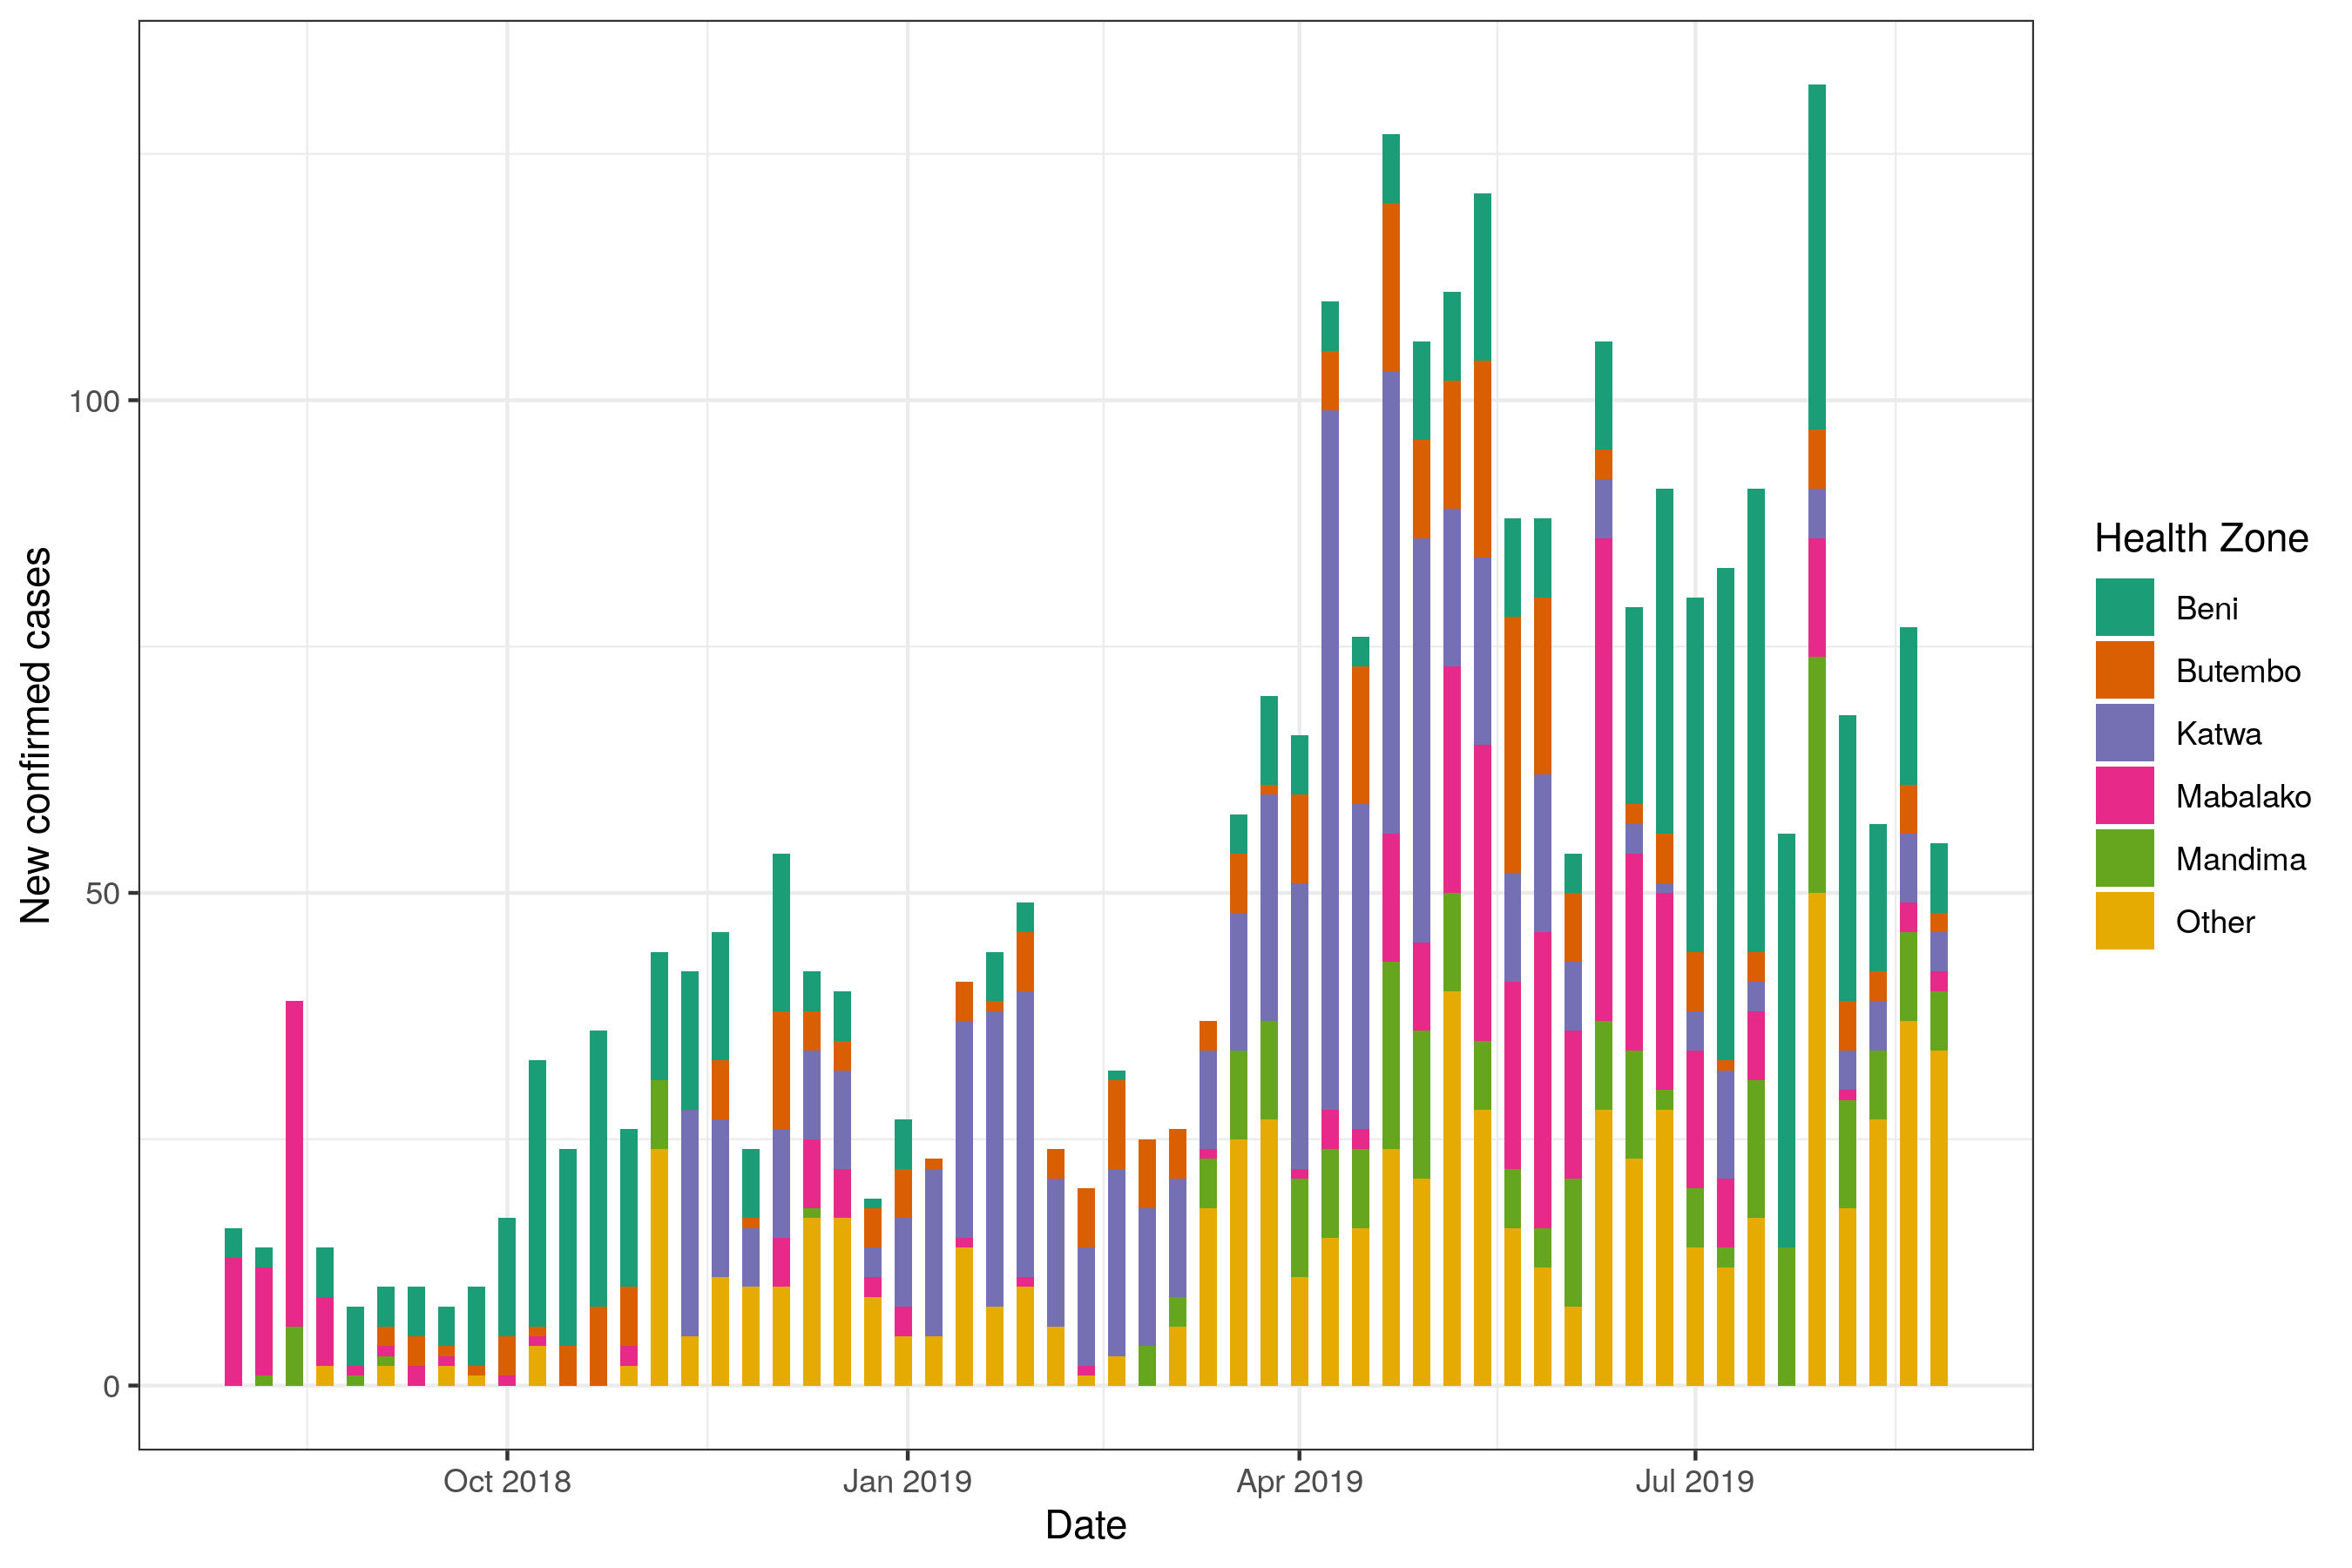 New confirmed cases
100
50
0
Oct 2018
Jan 2019
Apr 2019
Jul 2019
Date
Health Zone
Beni
Butembo
Katwa
Mabalako
Mandima
Other